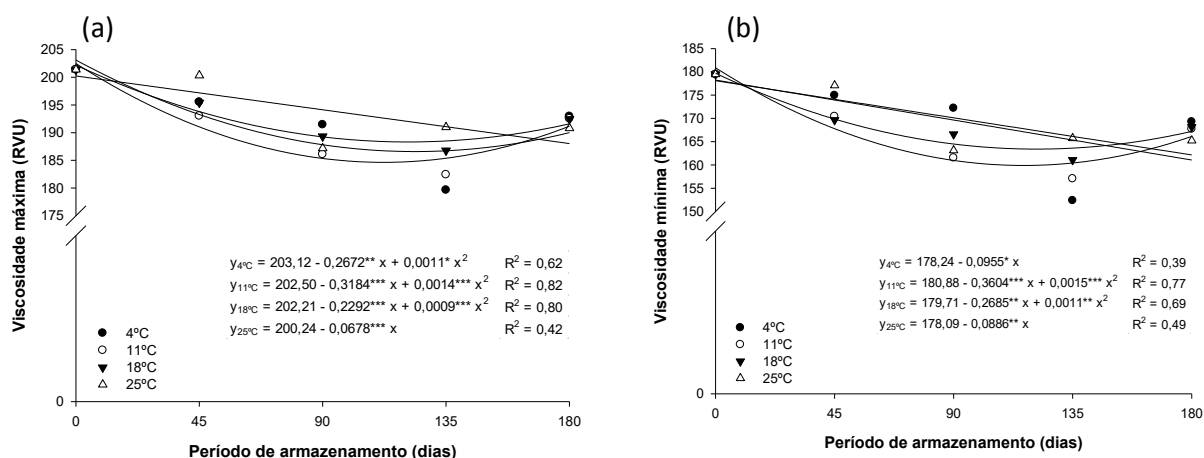 (a)
Viscosidade máxima (RVU)
205
200
195
190
185
180
175
0
y4ºC = 203,12 - 0,2672** x + 0,0011* x² R² = 0,62
y11ºC = 202,50 - 0,3184*** x + 0,0014*** x² R² = 0,82
y18ºC = 202,21 - 0,2292*** x + 0,0009*** x² R² = 0,80
y25ºC = 200,24 - 0,0678*** x R² = 0,42
4ºC
11ºC
18ºC
25ºC
0 45 90 135 180
Período de armazenamento (dias)
(b)
Viscosidade mínima (RVU)
185
180
175
170
165
160
155
150
0
y4ºC = 178,24 - 0,0955* x R² = 0,39
y11ºC = 180,88 - 0,3604*** x + 0,0015*** x² R² = 0,77
y18ºC = 179,71 - 0,2685** x + 0,0011** x² R² = 0,69
y25ºC = 178,09 - 0,0886** x R² = 0,49
4ºC
11ºC
18ºC
25ºC
0 45 90 135 180
Período de armazenamento (dias)